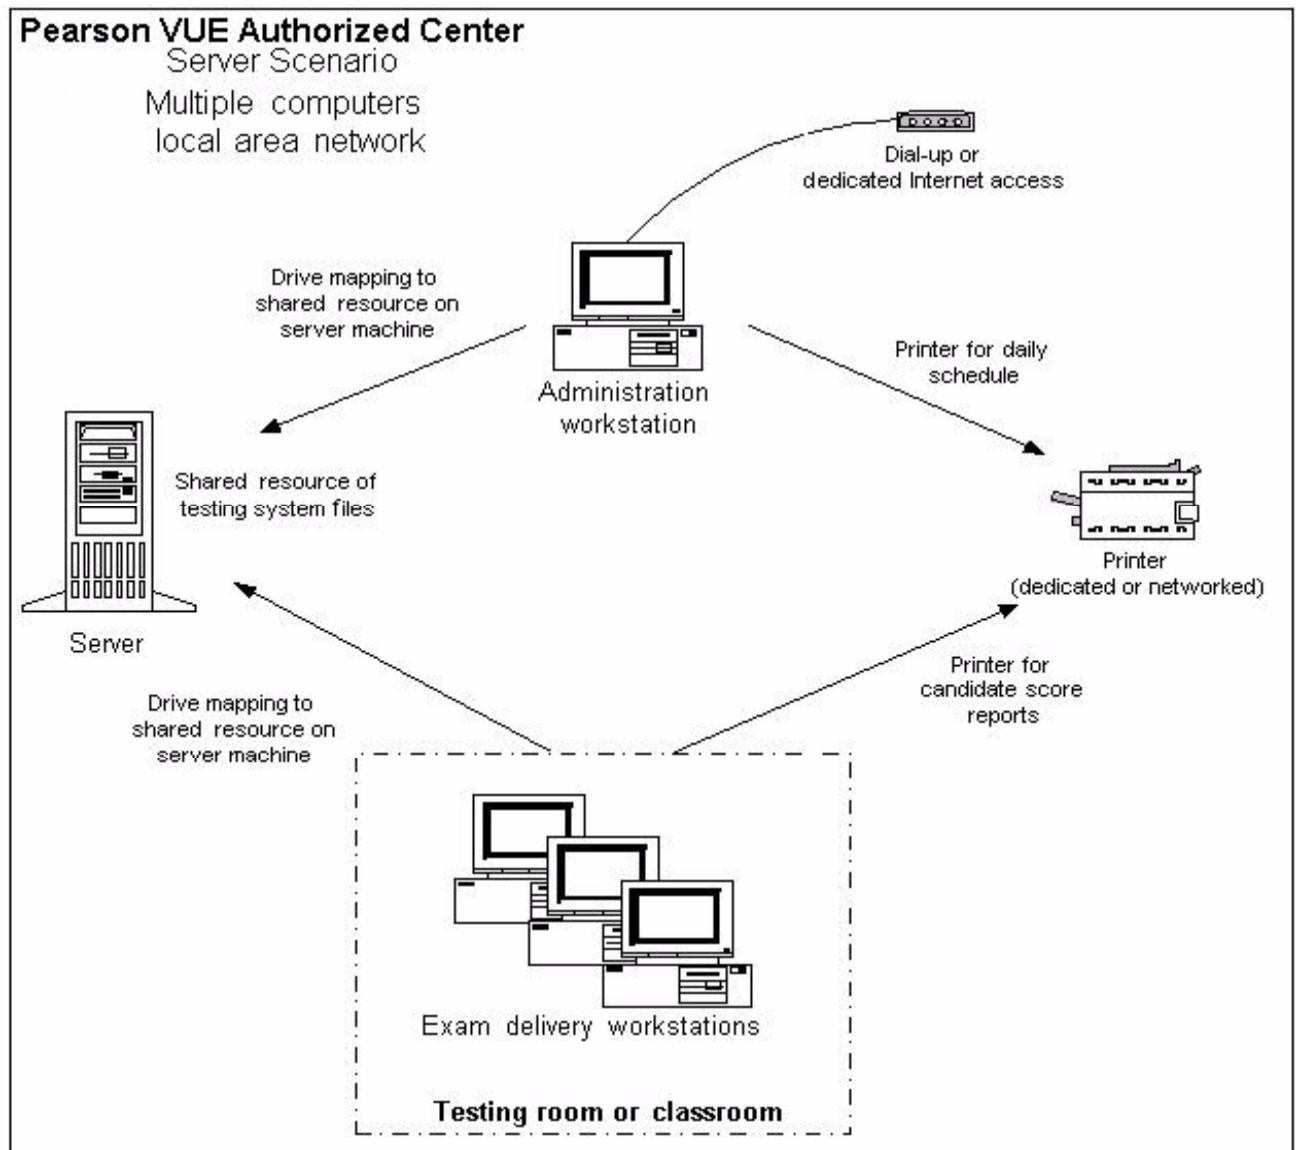 Pearson VUE Authorized Center
Server Scenario
Multiple computers
local area network
Dial-up or
dedicated Internet access
Drive mapping to
shared resource on
server machine
Printer for daily
schedule
Administration
workstation
Shared resource of
testing system files
Server
Printer
(dedicated or networked)
Printer for
candidate score
reports
Drive mapping to
shared resource on
server machine
Exam delivery workstations
Testing room or classroom